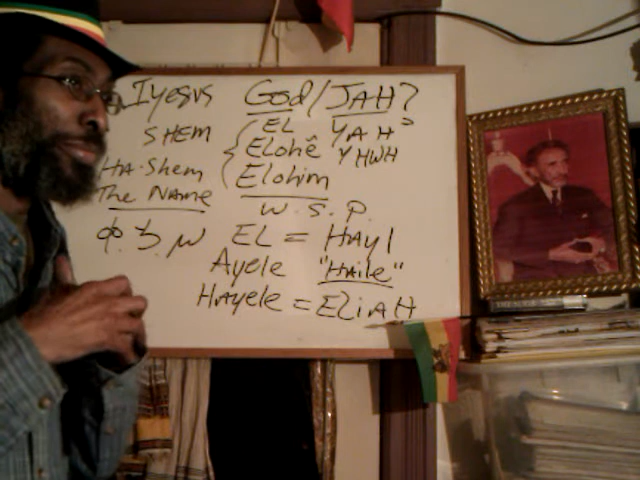 Iyesus God/JAH?
SHEM EL YAH
Elohê YHWH
HA-Shem Elohim
The NAME
W.S.P.
EL = HAyl
Ayele "HAile"
HAyele = ELiAH